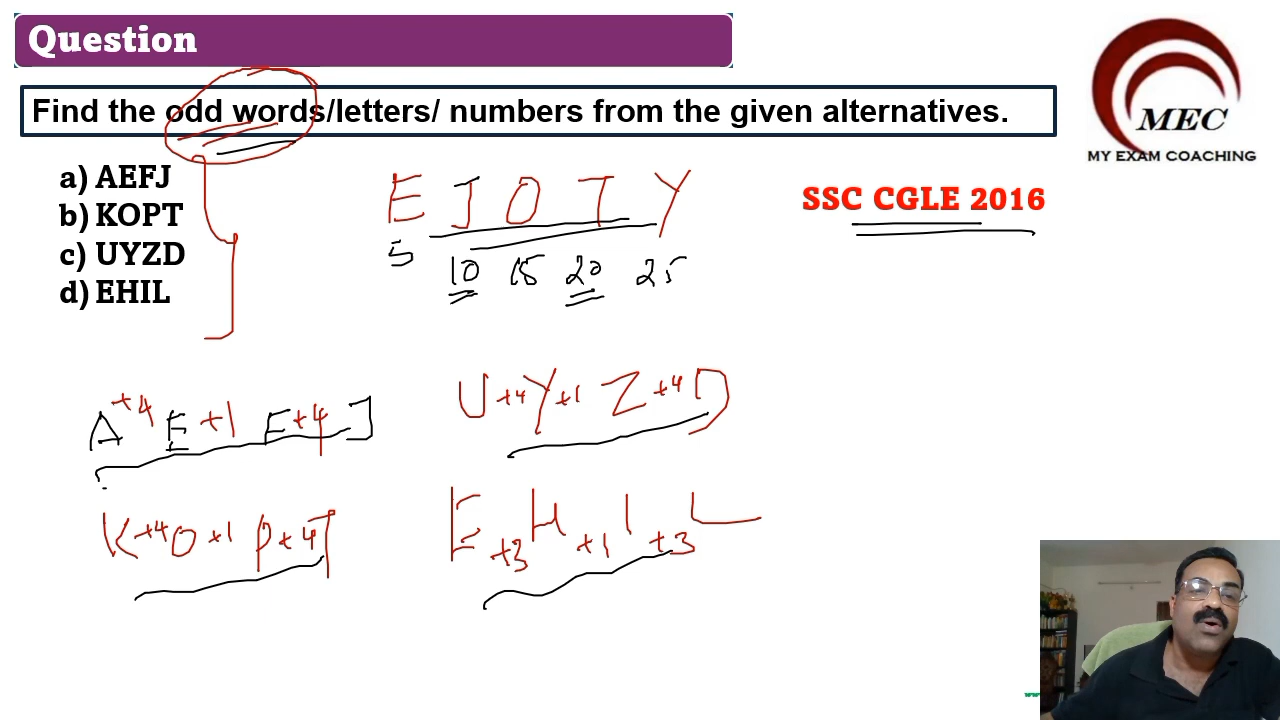 Question
Find the odd words/letters/ numbers from the given alternatives.
MEC
MY EXAM COACHING
a) AEFJ
b) KOPT
c) UYZD
d) EHIL
E J O T Y
5 10 15 20 25
SSC CGLE 2016
A +4 E +1 F +4 J
U +4 Y +1 Z +4 D
K +4 O +1 P +4 T
E +3 H +1 I +3 L